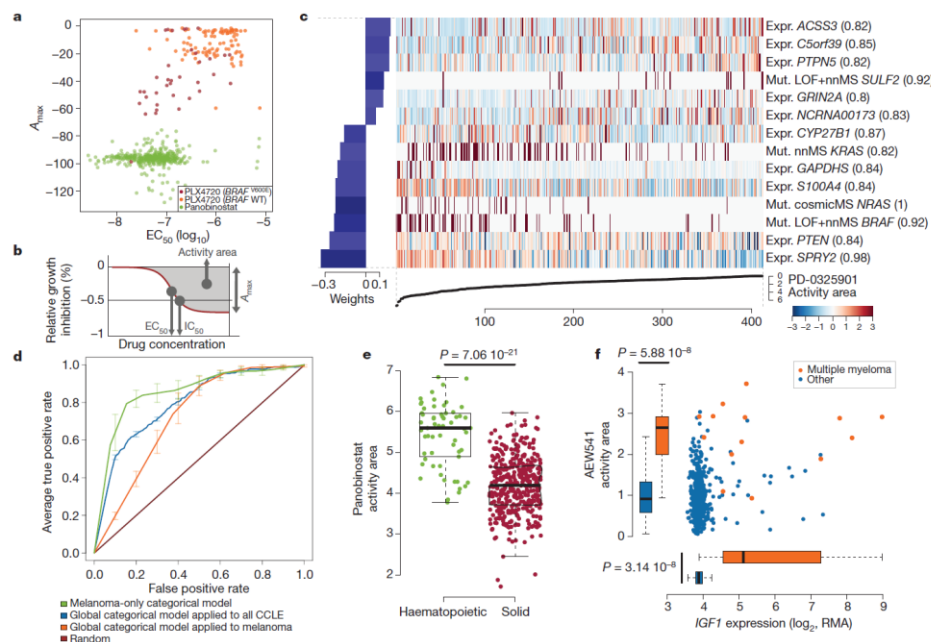 a
0
−20
−40
−60
−80
−100
−120
A max
−8
−7
−6
−5
EC50 (log10)
PLX4720 (BRAF V600E)
PLX4720 (BRAF WT)
Panobinostat
b
Activity area
Relative growth
inhibition (%)
0
−0.5
−1
Amax
EC50
IC50
Drug concentration
c
Expr. ACSS3 (0.82)
Expr. C5orf39 (0.85)
Expr. PTPN5 (0.82)
Mut. LOF+nnMS SULF2 (0.92)
Expr. GRIN2A (0.8)
Expr. NCRNA00173 (0.83)
Expr. CYP27B1 (0.87)
Mut. nnMS KRAS (0.82)
Expr. GAPDHS (0.84)
Expr. S100A4 (0.84)
Mut. cosmicMS NRAS (1)
Mut. LOF+nnMS BRAF (0.92)
Expr. PTEN (0.84)
Expr. SPRY2 (0.98)
−0.3 0.1
Weights
100 200 300 400
0
2
4
6
PD-0325901
Activity area
−3 −2 −1 0 1 2 3
d
Average true positive rate
1.0
0.8
0.6
0.4
0.2
0.0
0.0 0.2 0.4 0.6 0.8 1.0
False positive rate
Melanoma-only categorical model
Global categorical model applied to all CCLE
Global categorical model applied to melanoma
Random
e
P = 7.06 10−21
Panobinostat
activity area
7
6
5
4
3
2
Haematopoietic Solid
f
P = 5.88 10−8
Multiple myeloma
Other
AEW541
activity area
4
3
2
1
0
P = 3.14 10−8
3 4 5 6 7 8 9
IGF1 expression (log2, RMA)